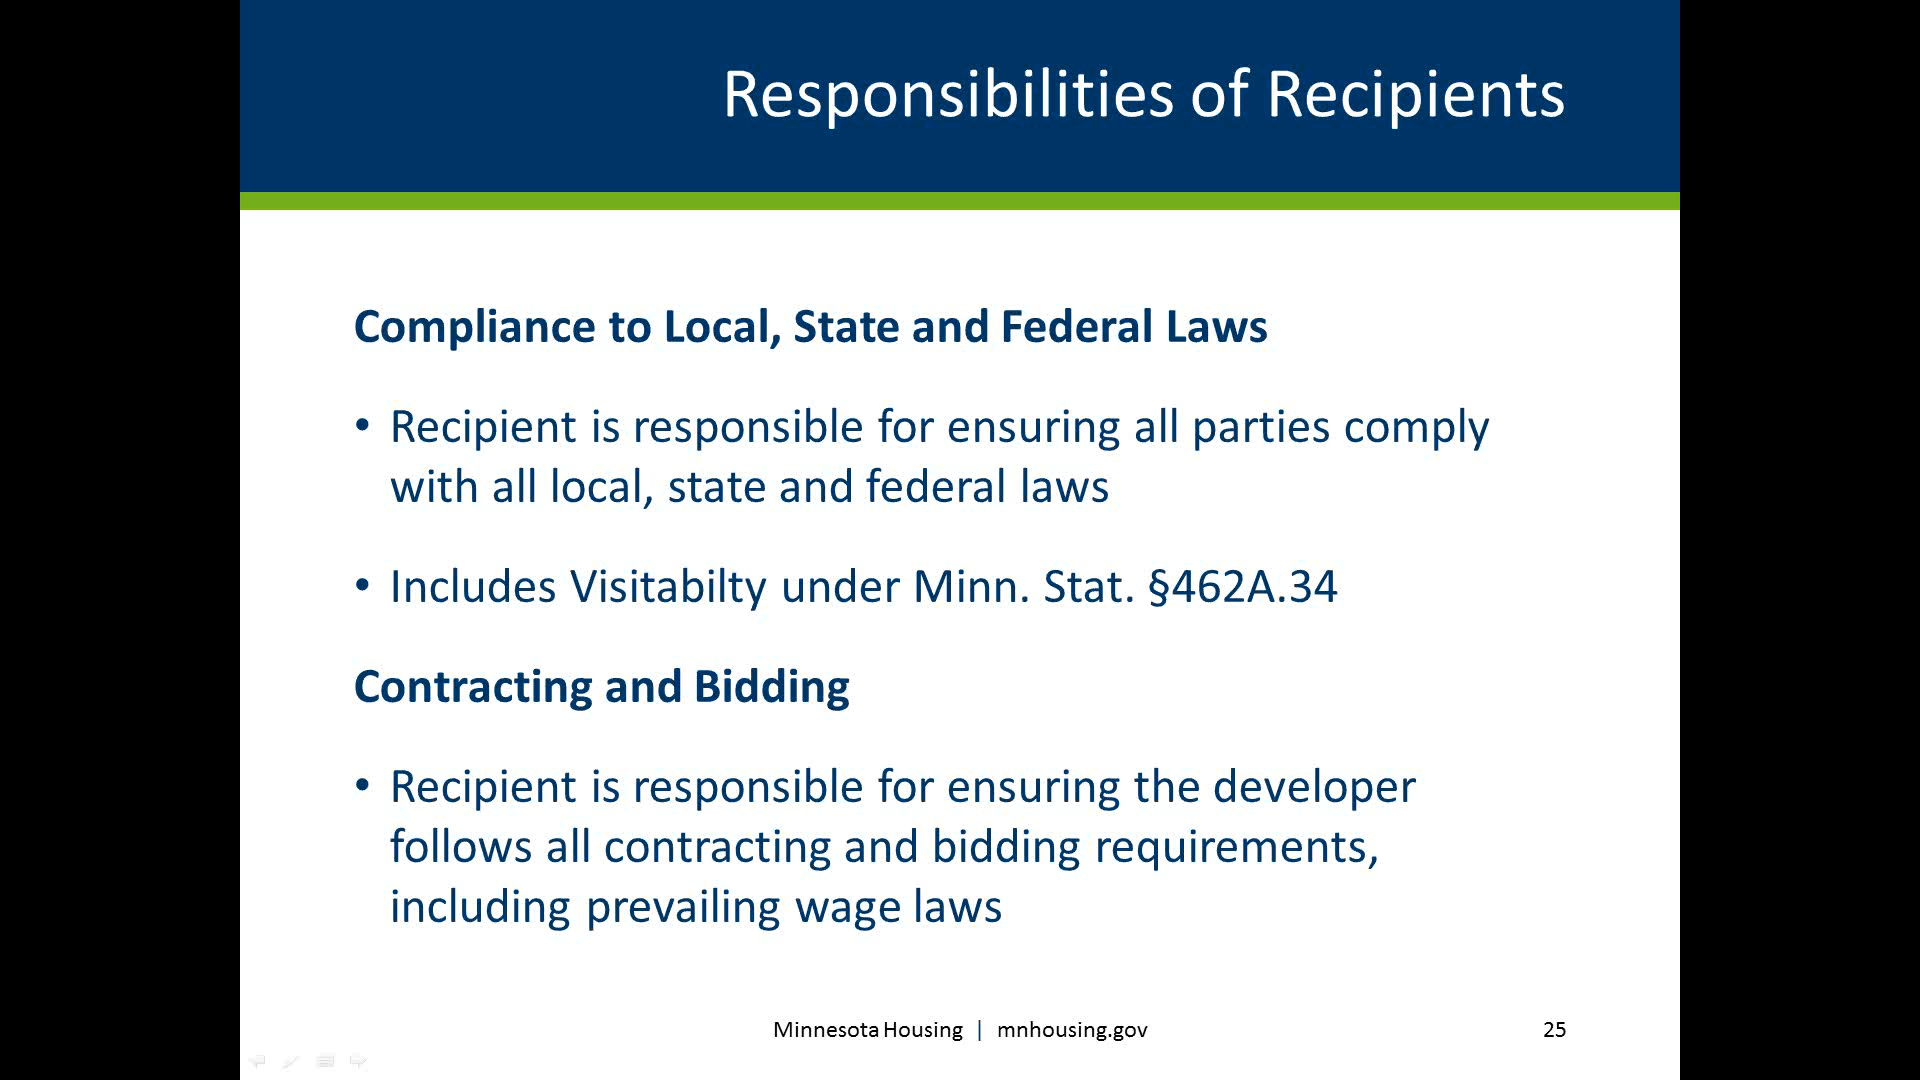 Responsibilities of Recipients
Compliance to Local, State and Federal Laws
• Recipient is responsible for ensuring all parties comply
with all local, state and federal laws
• Includes Visitabilty under Minn. Stat. §462A.34
Contracting and Bidding
• Recipient is responsible for ensuring the developer
follows all contracting and bidding requirements,
including prevailing wage laws
Minnesota Housing | mnhousing.gov
25